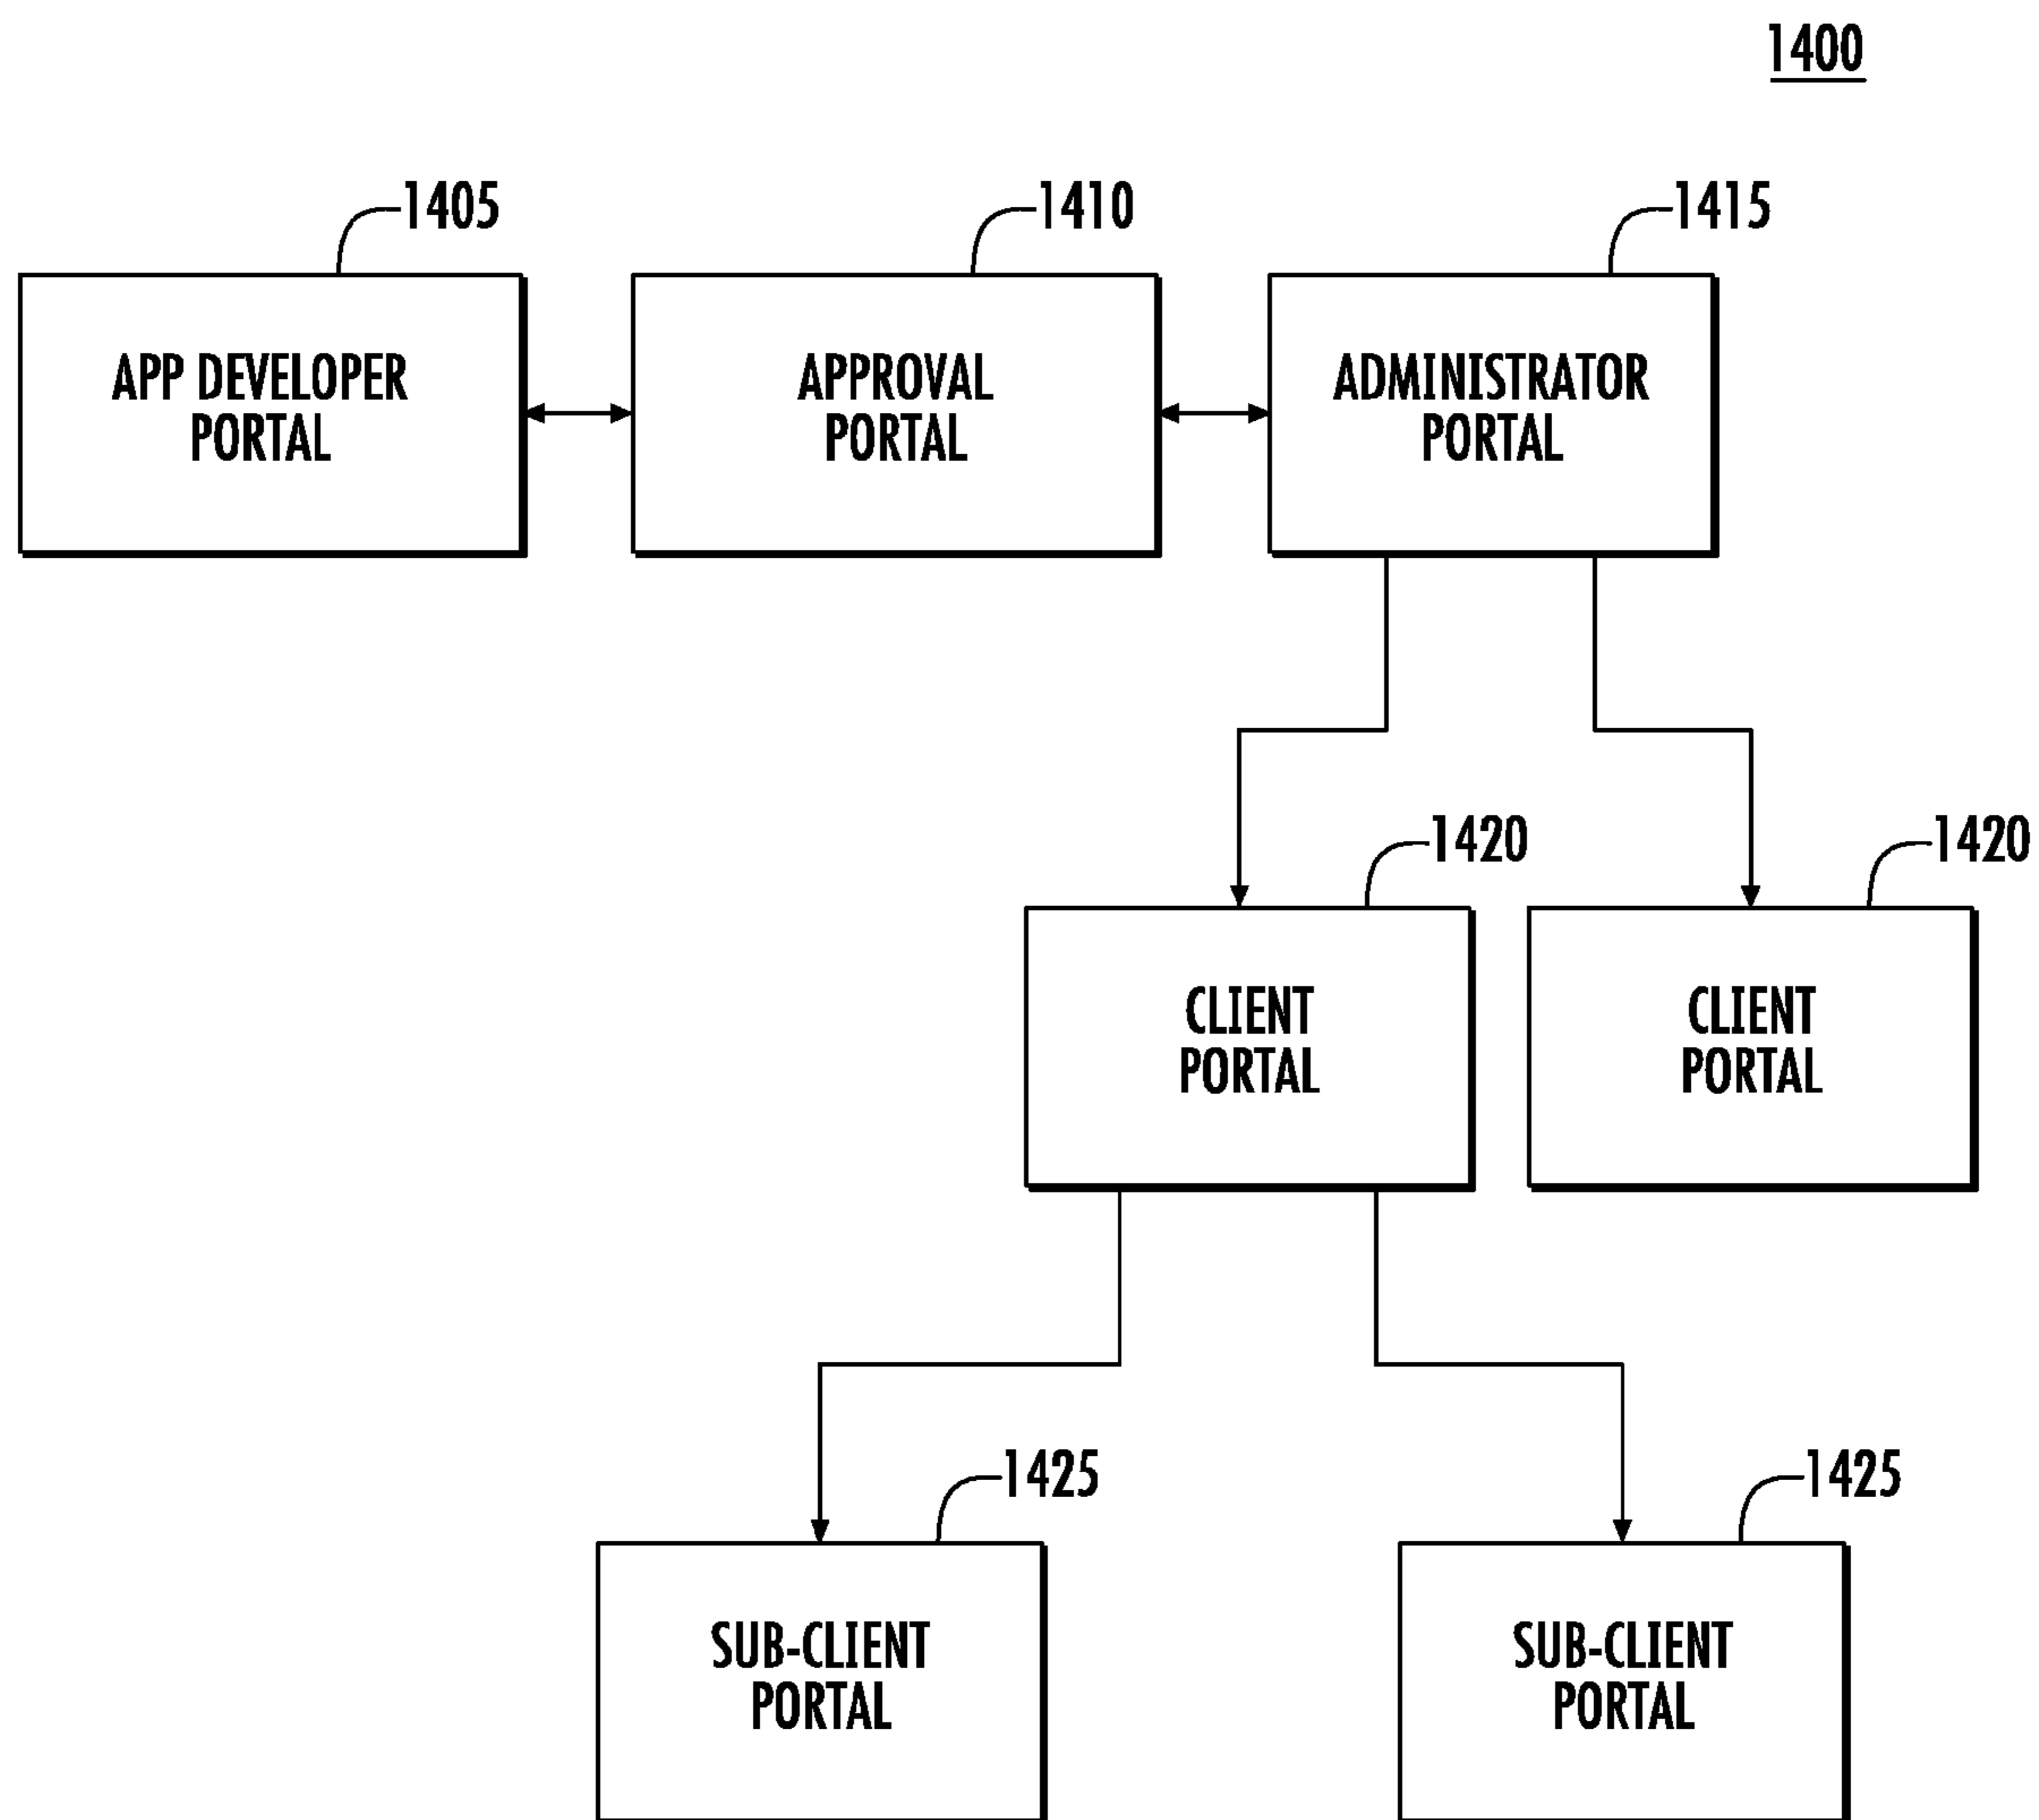 1400
1405
1410
1415
APP DEVELOPER
PORTAL
APPROVAL
PORTAL
ADMINISTRATOR
PORTAL
1420
1420
CLIENT
PORTAL
CLIENT
PORTAL
1425
1425
SUB-CLIENT
PORTAL
SUB-CLIENT
PORTAL